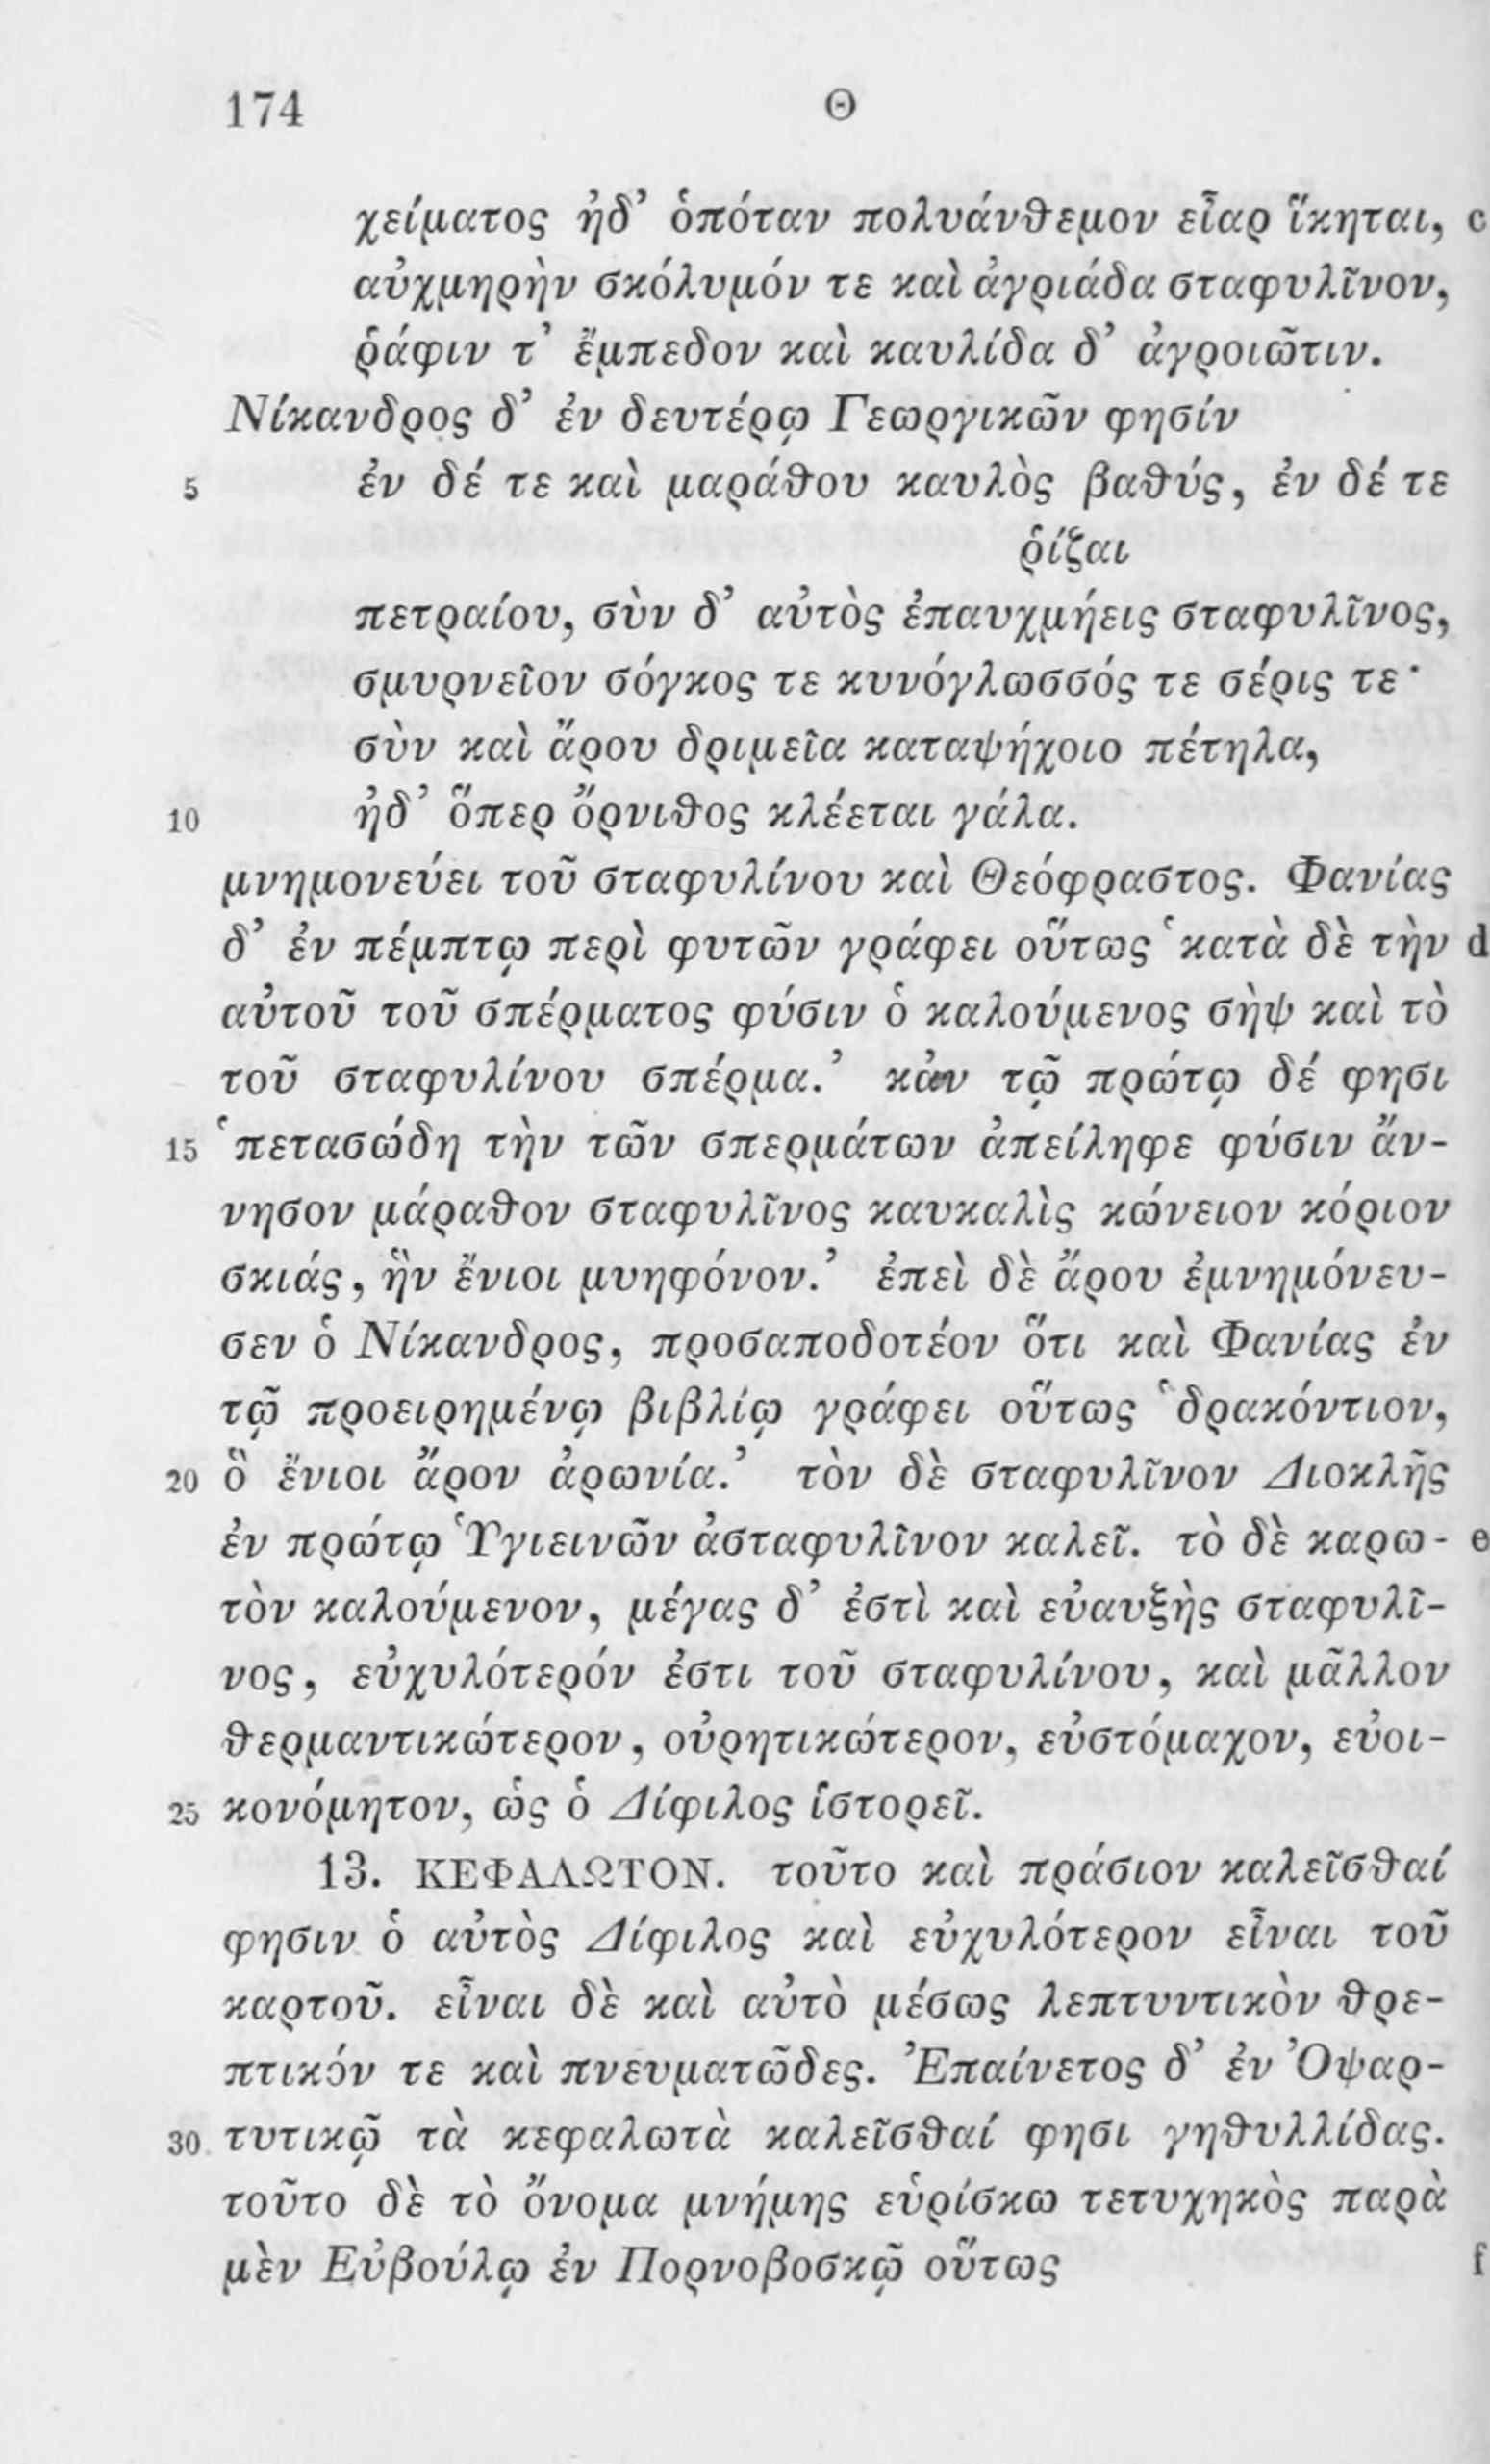 174 Θ
χείματος ἠδ’ ὁπόταν πολυάνθεμον εἶαρ ἵκηται, c
αὐχμηρὴν σκόλυμόν τε καὶ ἀγριάδα σταφυλῖνον,
ῥάφιν τ’ ἔμπεδον καὶ καυλίδα δ’ ἀγροιῶτιν.
Νίκανδρος δ’ ἐν δευτέρῳ Γεωργικῶν φησίν
5 ἐν δέ τε καὶ μαράθου καυλὸς βαθύς, ἐν δέ τε
ῥίζαι
πετραίου, σὺν δ’ αὐτὸς ἐπαυχμήεις σταφυλῖνος,
σμυρνεῖον σόγκος τε κυνόγλωσσός τε σέρις τε·
σὺν καὶ ἄρου δριμεῖα καταψήχοιο πέτηλα,
10 ἠδ’ ὅπερ ὄρνιθος κλέεται γάλα.
μνημονεύει τοῦ σταφυλίνου καὶ Θεόφραστος. Φανίας
δ’ ἐν πέμπτῳ περὶ φυτῶν γράφει οὕτως ‘κατὰ δὲ τὴν d
αὐτοῦ τοῦ σπέρματος φύσιν ὁ καλούμενος σὴψ καὶ τὸ
τοῦ σταφυλίνου σπέρμα.’ κἀν τῷ πρώτῳ δέ φησι
15 ‘πετασώδη τὴν τῶν σπερμάτων ἀπείληφε φύσιν ἄν-
νησον μάραθον σταφυλῖνος καυκαλὶς κώνειον κόριον
σκιάς, ἣν ἔνιοι μυηφόνον.’ ἐπεὶ δὲ ἄρου ἐμνημόνευ-
σεν ὁ Νίκανδρος, προσαποδοτέον ὅτι καὶ Φανίας ἐν
τῷ προειρημένῳ βιβλίῳ γράφει οὕτως ‘δρακόντιον,
20 ὃ ἔνιοι ἄρον ἀρωνία.’ τὸν δὲ σταφυλῖνον Διοκλῆς
ἐν πρώτῳ Ὑγιεινῶν ἀσταφυλῖνον καλεῖ. τὸ δὲ καρω- e
τὸν καλούμενον, μέγας δ’ ἐστὶ καὶ εὐαυξὴς σταφυλῖ-
νος, εὐχυλότερόν ἐστι τοῦ σταφυλίνου, καὶ μᾶλλον
θερμαντικώτερον, οὐρητικώτερον, εὐστόμαχον, εὐοι-
25 κονόμητον, ὡς ὁ Δίφιλος ἱστορεῖ.
13. ΚΕΦΑΛΩΤΟΝ. τοῦτο καὶ πράσιον καλεῖσθαί
φησιν ὁ αὐτὸς Δίφιλος καὶ εὐχυλότερον εἶναι τοῦ
καρτοῦ. εἶναι δὲ καὶ αὐτὸ μέσως λεπτυντικὸν θρε-
πτικόν τε καὶ πνευματῶδες. Ἐπαίνετος δ’ ἐν Ὀψαρ-
30 τυτικῷ τὰ κεφαλωτὰ καλεῖσθαί φησι γηθυλλίδας.
τοῦτο δὲ τὸ ὄνομα μνήμης εὑρίσκω τετυχηκὸς παρὰ
μὲν Εὐβούλῳ ἐν Πορνοβοσκῷ οὕτως f